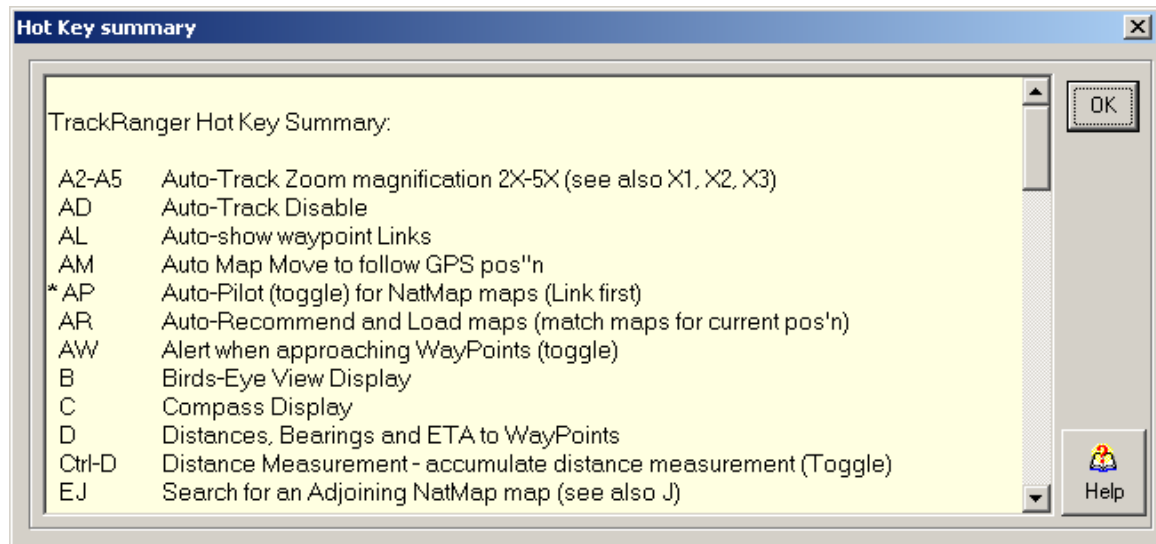 Hot Key summary
TrackRanger Hot Key Summary:
OK
A2-A5 Auto-Track Zoom magnification 2X-5X (see also X1, X2, X3)
AD Auto-Track Disable
AL Auto-show waypoint Links
AM Auto Map Move to follow GPS pos"n
* AP Auto-Pilot (toggle) for NatMap maps (Link first)
AR Auto-Recommend and Load maps (match maps for current pos'n)
AW Alert when approaching WayPoints (toggle)
B Birds-Eye View Display
C Compass Display
D Distances, Bearings and ETA to WayPoints
Ctrl-D Distance Measurement - accumulate distance measurement (Toggle)
EJ Search for an Adjoining NatMap map (see also J)
Help